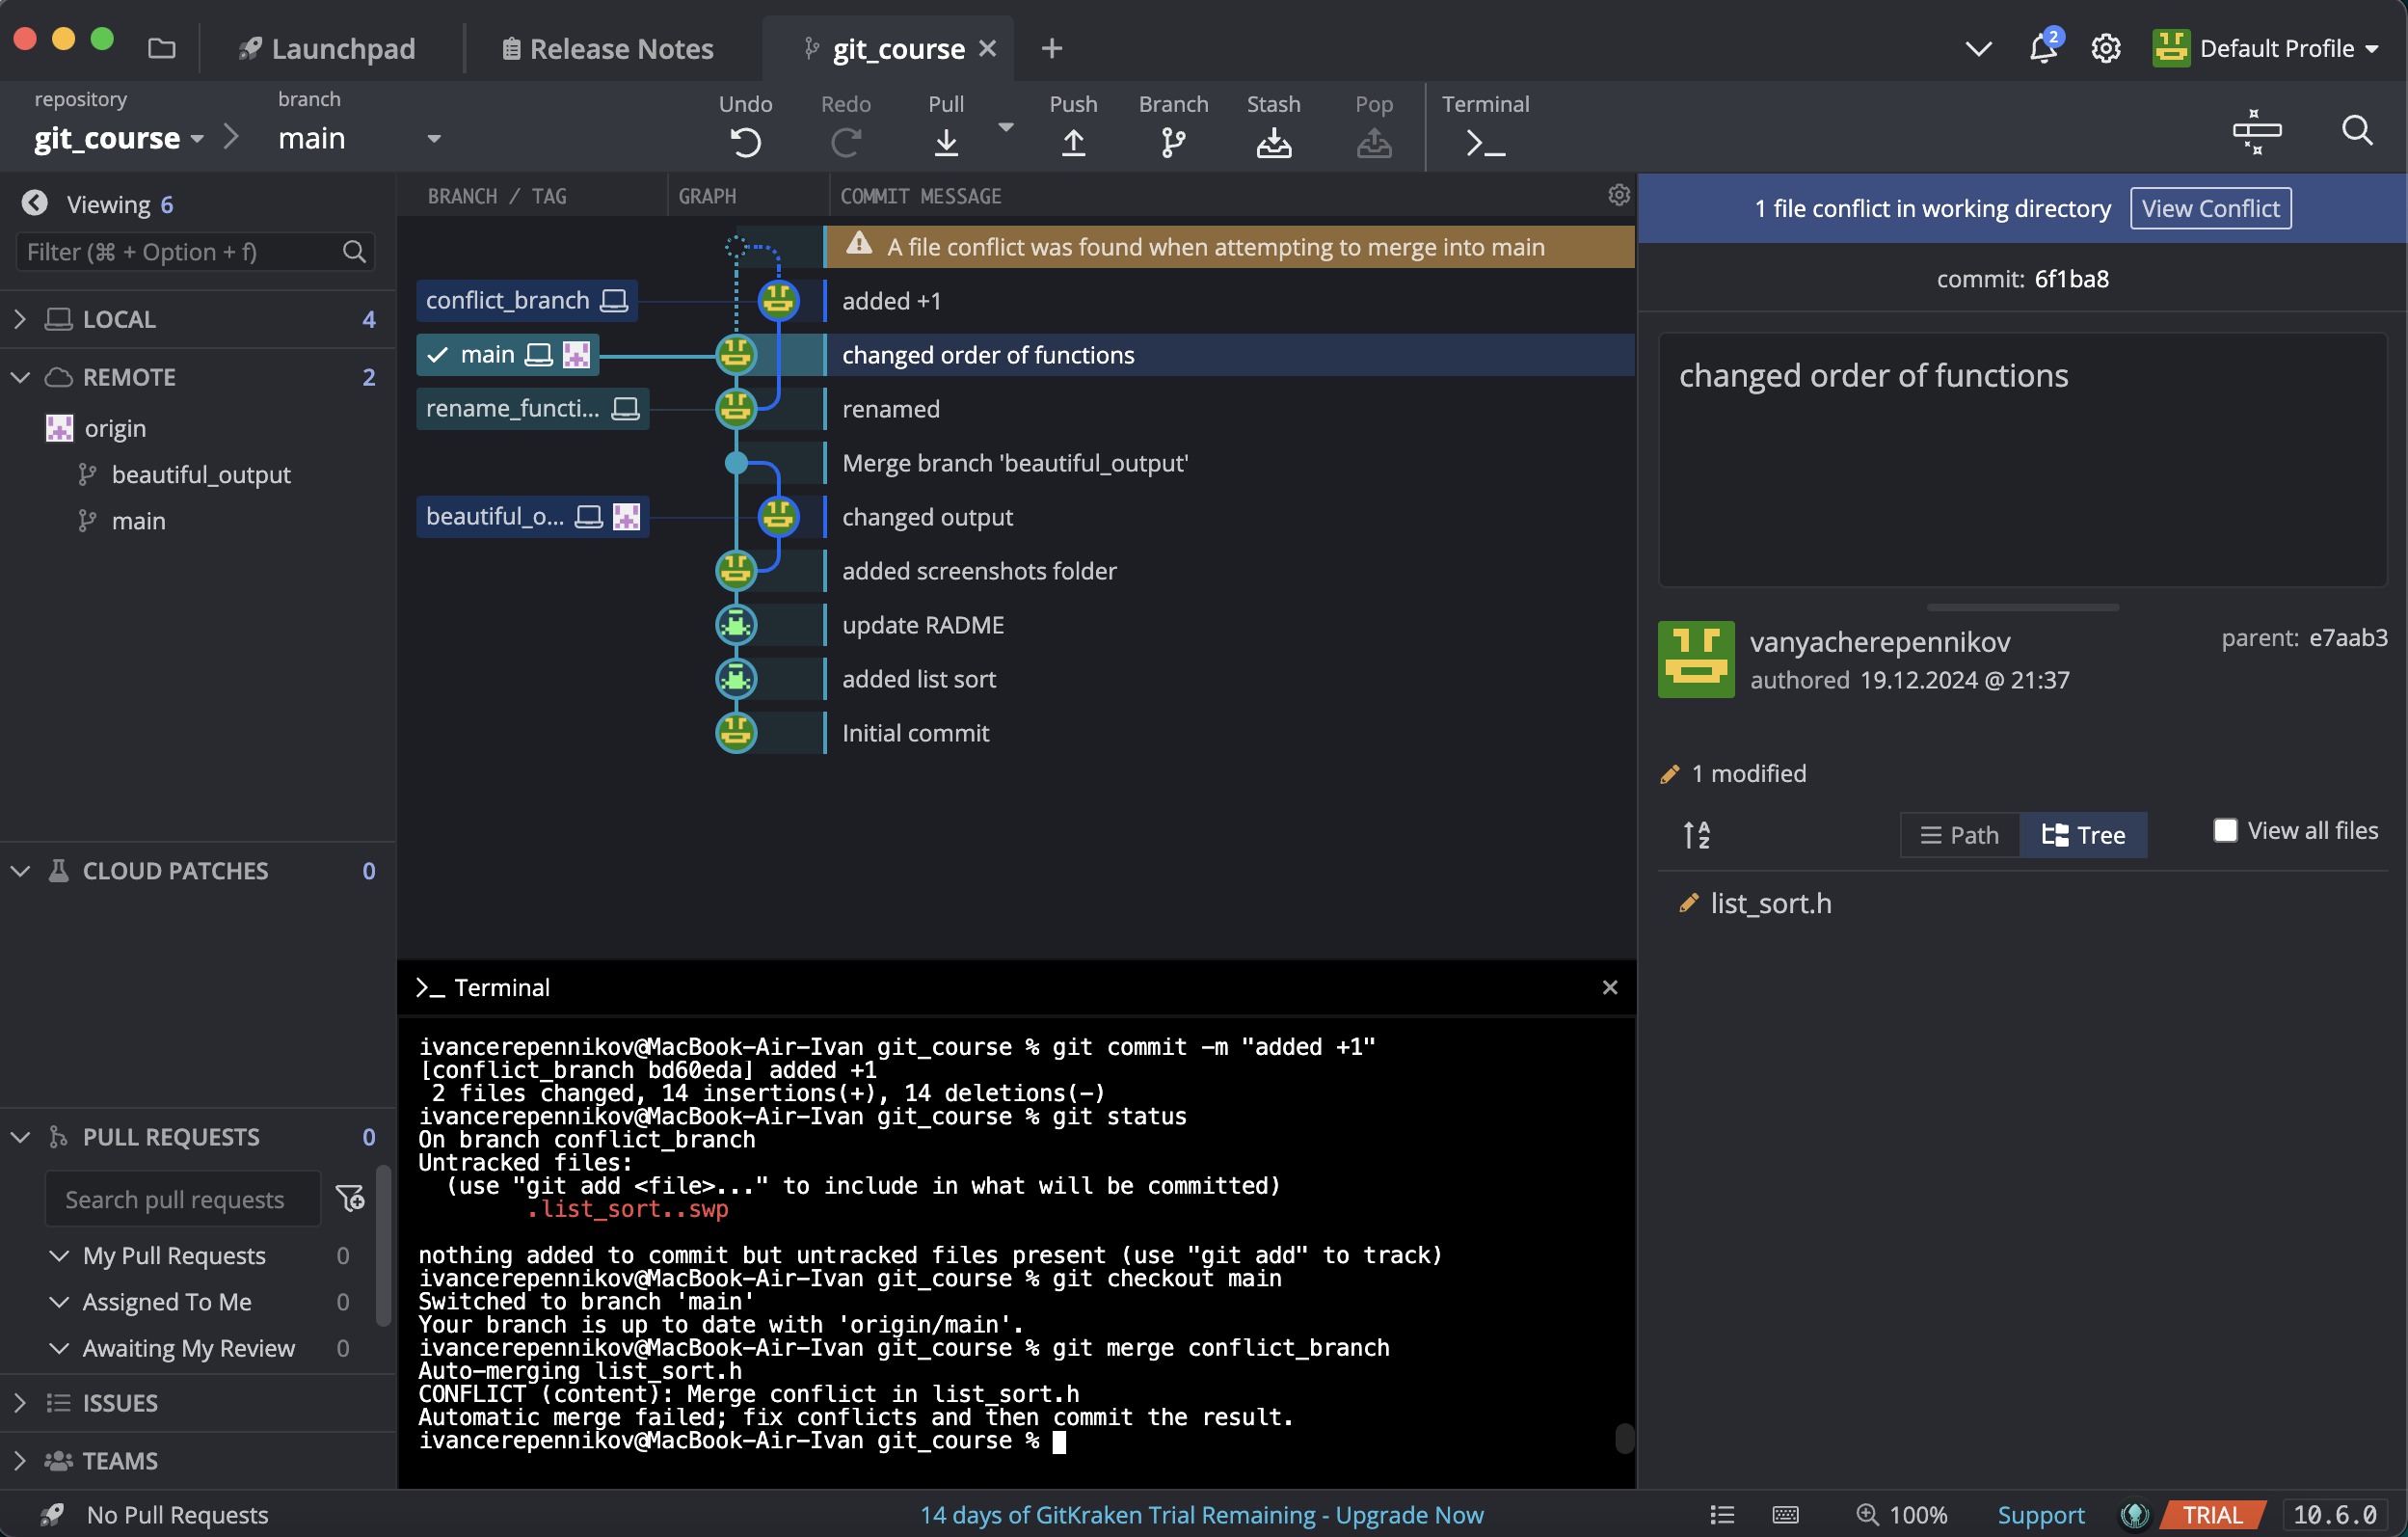 Launchpad
Release Notes
git_course
2
Default Profile
repository
git_course
branch
main
Undo
Redo
Pull
Push
Branch
Stash
Pop
Terminal
Viewing 6
Filter (⌘ + Option + f)
LOCAL 4
REMOTE 2
origin
beautiful_output
main
CLOUD PATCHES 0
PULL REQUESTS 0
Search pull requests
My Pull Requests 0
Assigned To Me 0
Awaiting My Review 0
ISSUES
TEAMS
BRANCH / TAG
GRAPH
COMMIT MESSAGE
A file conflict was found when attempting to merge into main
conflict_branch
added +1
main
changed order of functions
rename_functi...
renamed
Merge branch 'beautiful_output'
beautiful_o...
changed output
added screenshots folder
update RADME
added list sort
Initial commit
Terminal
ivancerepennikov@MacBook-Air-Ivan git_course % git commit -m "added +1"
[conflict_branch bd60eda] added +1
2 files changed, 14 insertions(+), 14 deletions(-)
ivancerepennikov@MacBook-Air-Ivan git_course % git status
On branch conflict_branch
Untracked files:
(use "git add <file>..." to include in what will be committed)
.list_sort..swp
nothing added to commit but untracked files present (use "git add" to track)
ivancerepennikov@MacBook-Air-Ivan git_course % git checkout main
Switched to branch 'main'
Your branch is up to date with 'origin/main'.
ivancerepennikov@MacBook-Air-Ivan git_course % git merge conflict_branch
Auto-merging list_sort.h
CONFLICT (content): Merge conflict in list_sort.h
Automatic merge failed; fix conflicts and then commit the result.
ivancerepennikov@MacBook-Air-Ivan git_course %
1 file conflict in working directory
View Conflict
commit: 6f1ba8
changed order of functions
vanyacherepennikov
authored 19.12.2024 @ 21:37
parent: e7aab3
1 modified
Path
Tree
View all files
list_sort.h
No Pull Requests
14 days of GitKraken Trial Remaining - Upgrade Now
100%
Support
TRIAL
10.6.0